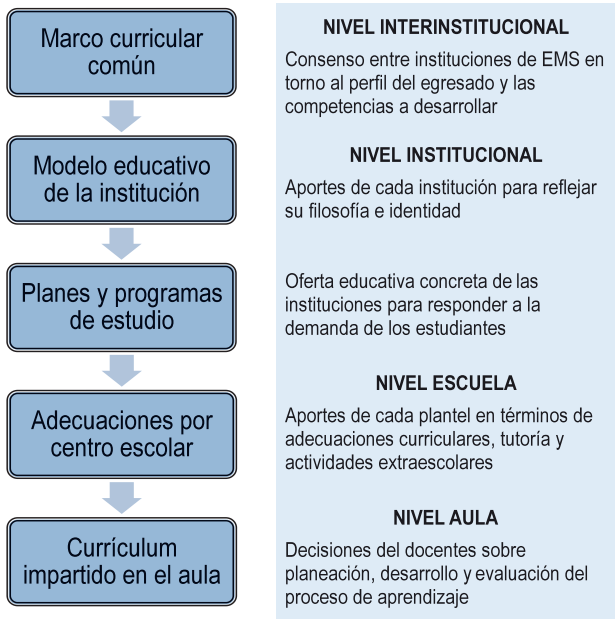 Marco curricular
común
NIVEL INTERINSTITUCIONAL
Consenso entre instituciones de EMS en
torno al perfil del egresado y las
competencias a desarrollar
Modelo educativo
de la institución
NIVEL INSTITUCIONAL
Aportes de cada institución para reflejar
su filosofía e identidad
Planes y programas
de estudio
Oferta educativa concreta de las
instituciones para responder a la
demanda de los estudiantes
Adecuaciones por
centro escolar
NIVEL ESCUELA
Aportes de cada plantel en términos de
adecuaciones curriculares, tutoría y
actividades extraescolares
Currículum
impartido en el aula
NIVEL AULA
Decisiones del docentes sobre
planeación, desarrollo y evaluación del
proceso de aprendizaje